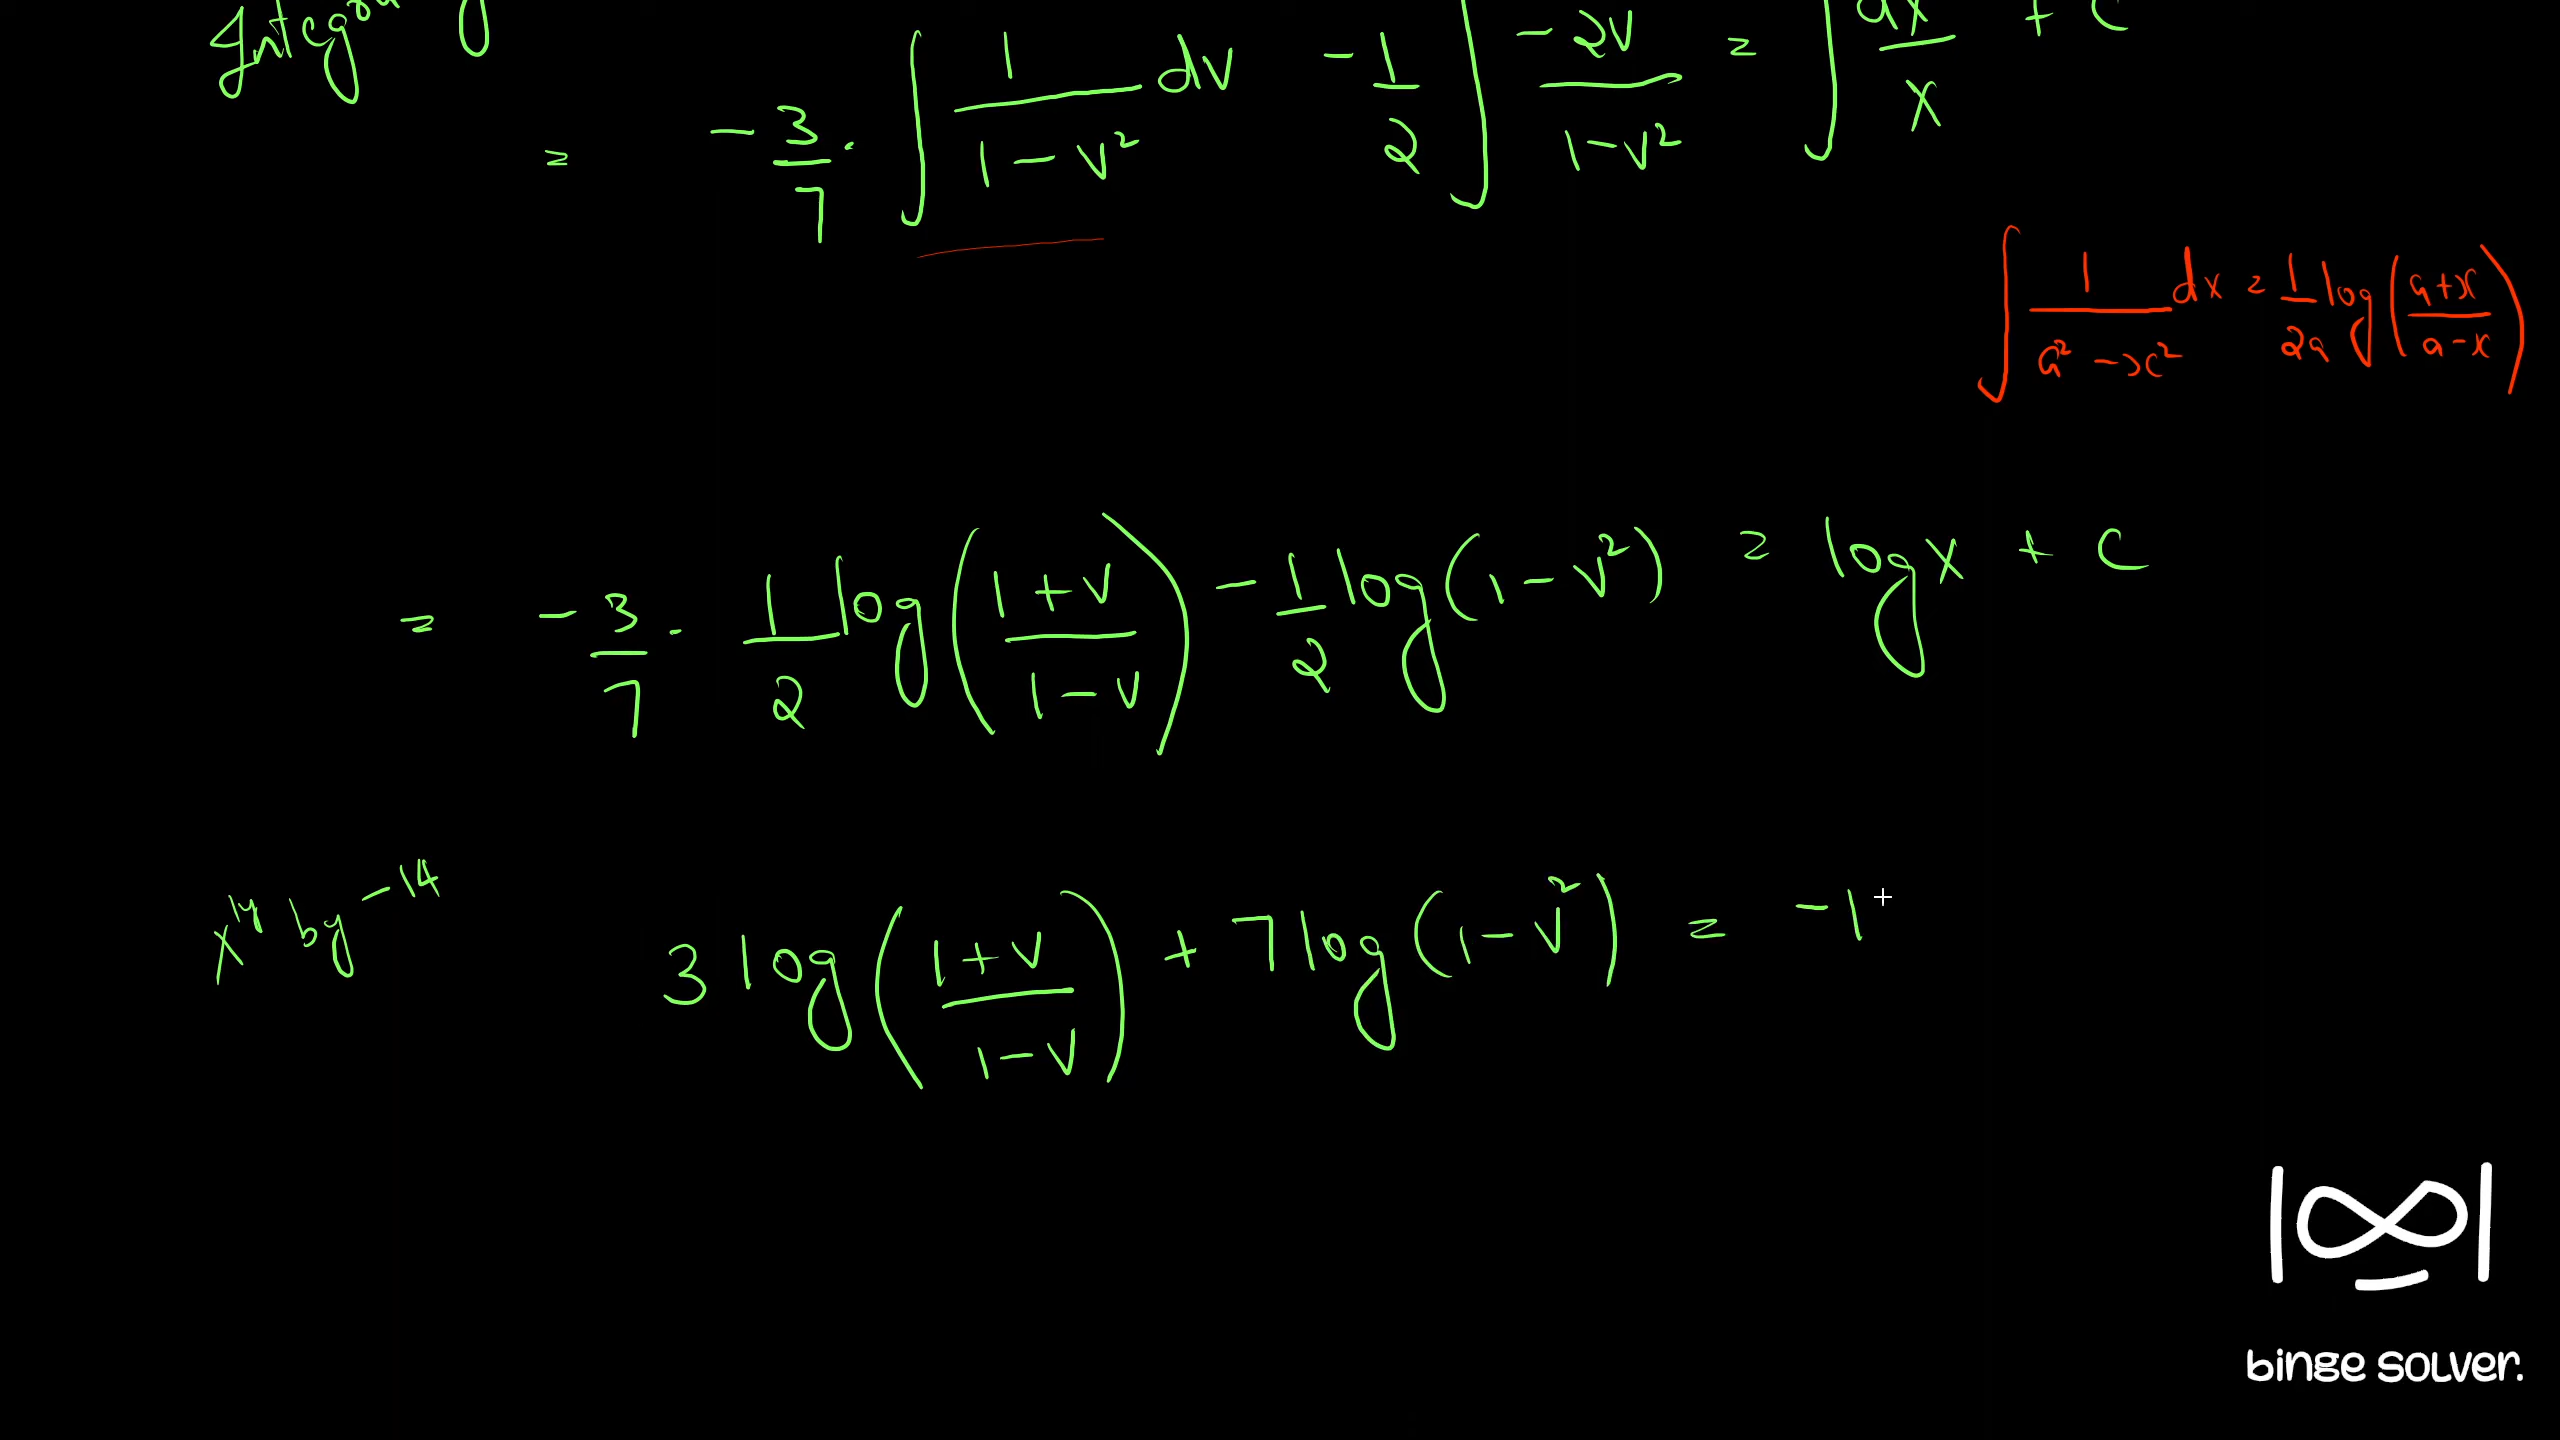 = -3/7 · ∫ 1/(1-v²) dv -1/2 ∫ -2v/(1-v²) = ∫ dx/x + c
∫ 1/(a²-x²) dx = 1/2a log((a+x)/(a-x))
= -3/7 · 1/2 log((1+v)/(1-v)) - 1/2 log(1-v²) = log x + c
x^ly by -14 3 log((1+v)/(1-v)) + 7 log(1-v²) = -1
binge solver.